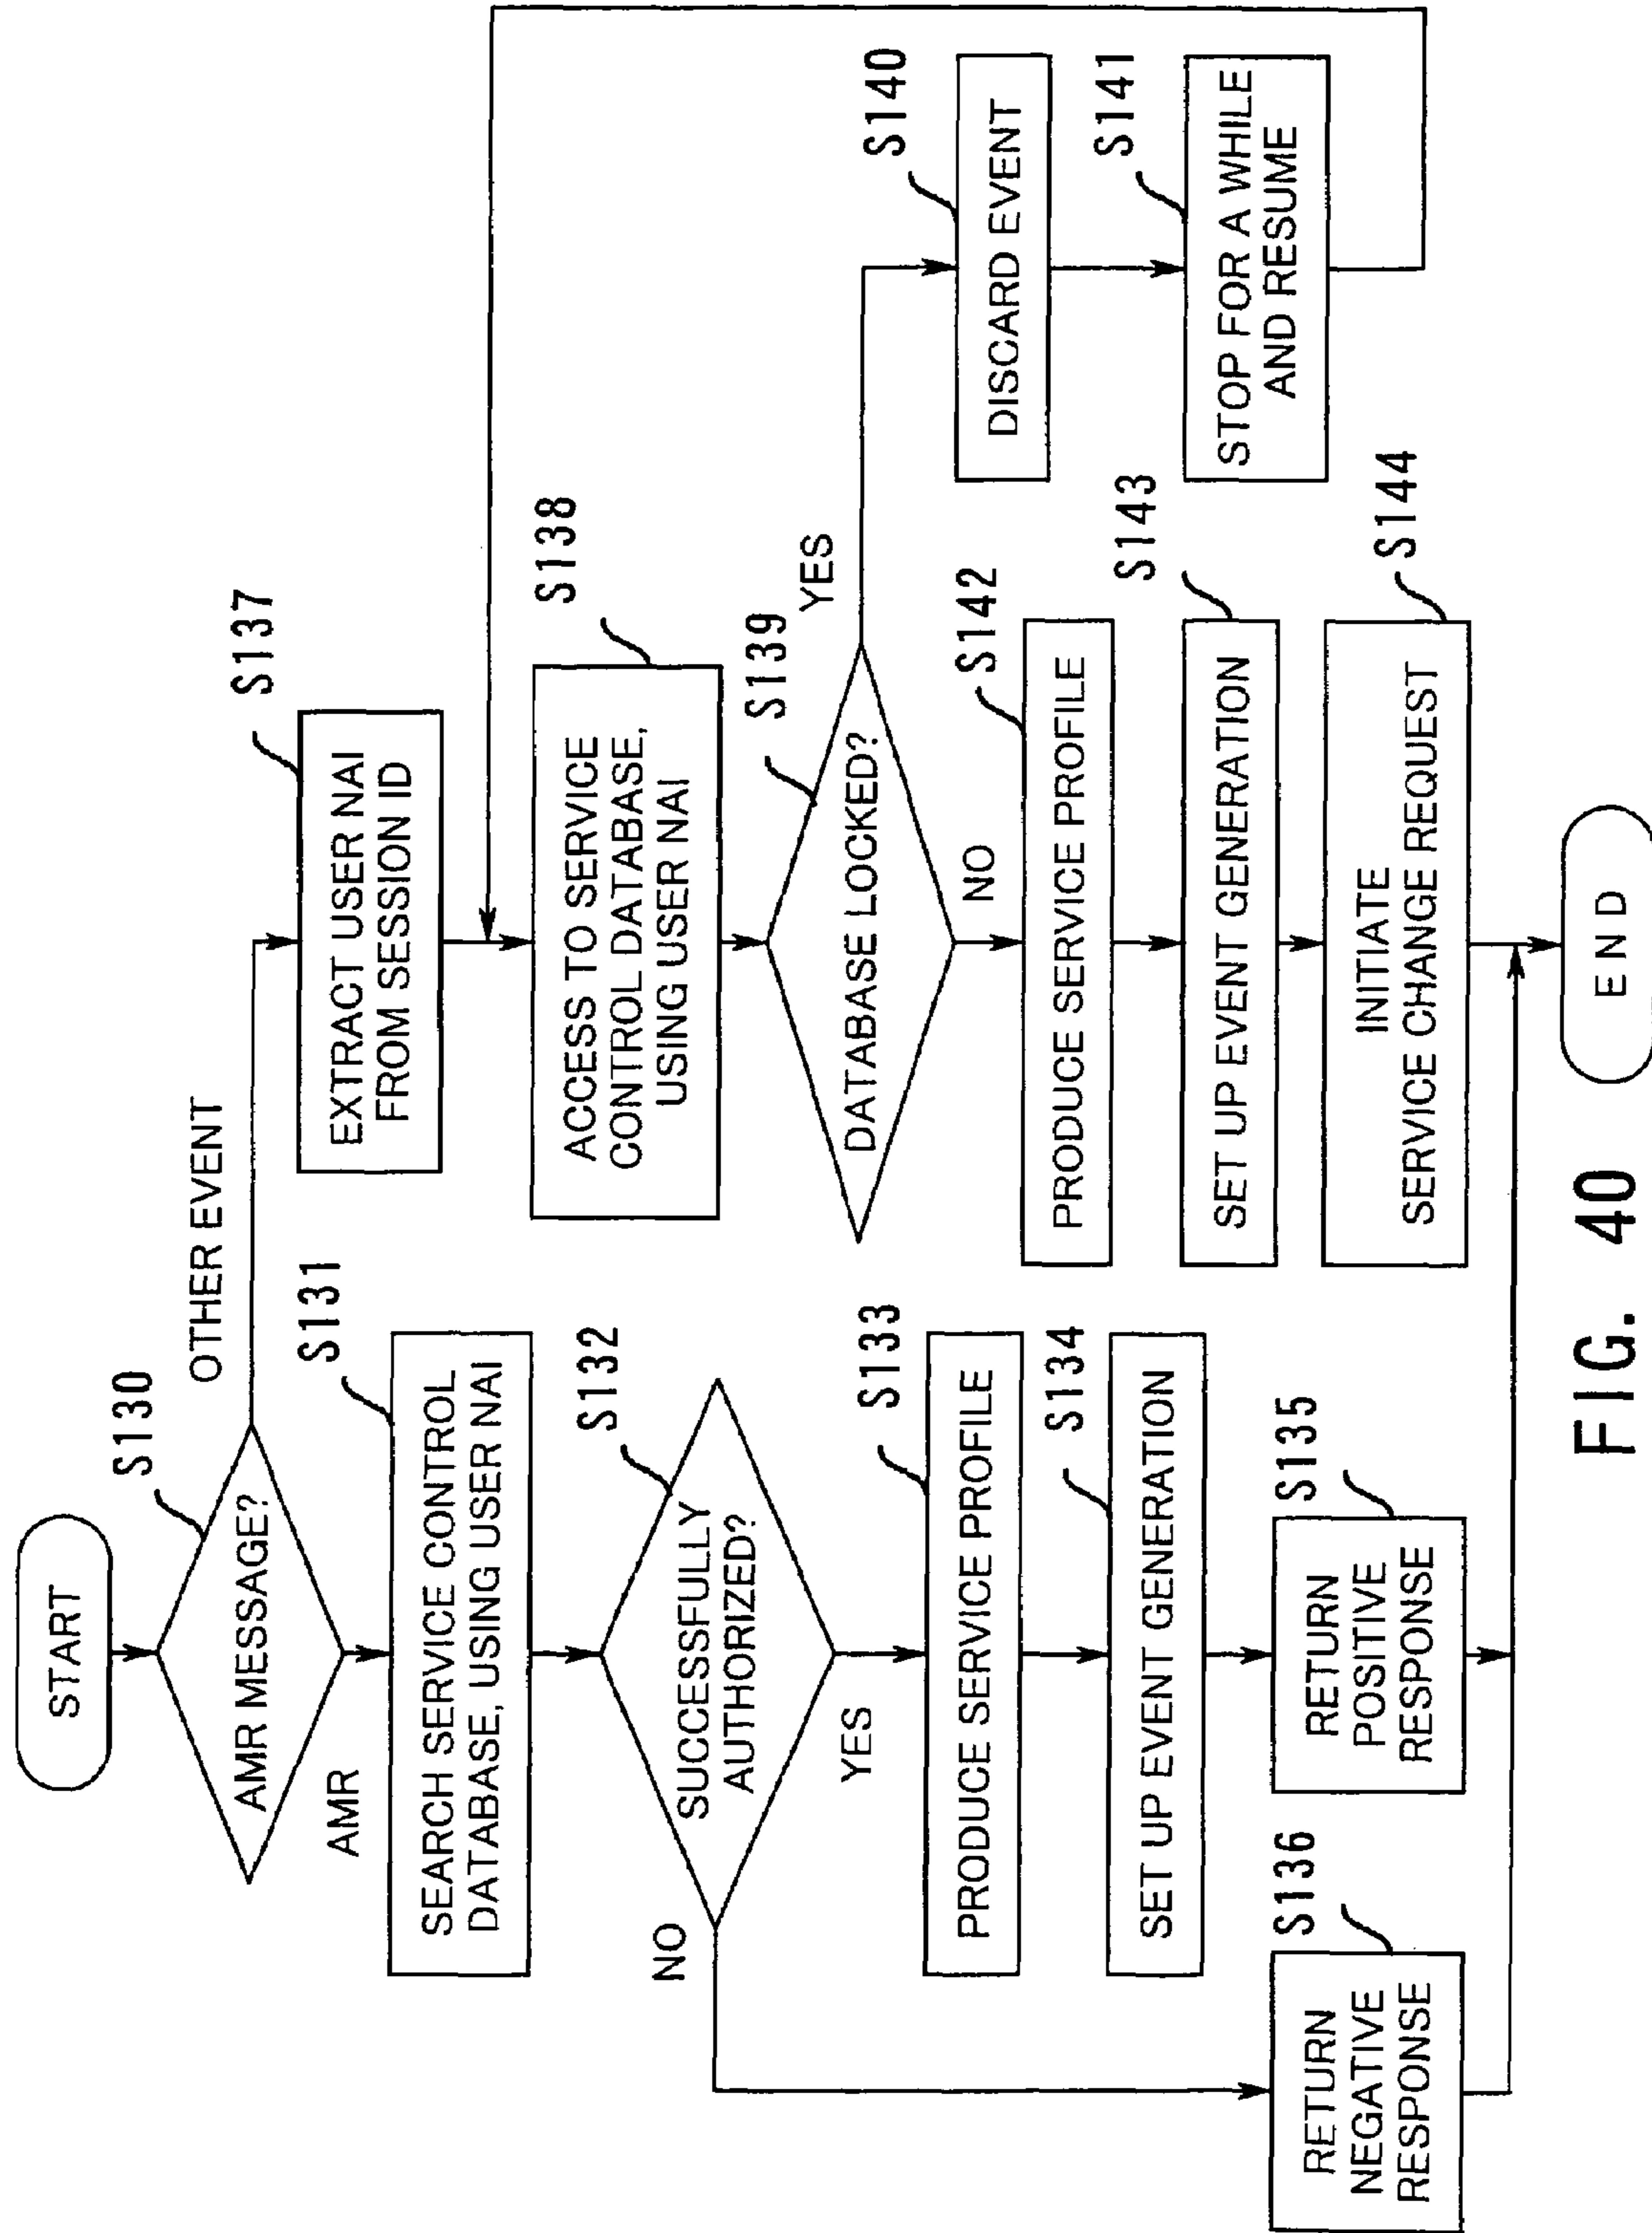 START
S130
AMR MESSAGE?
OTHER EVENT
AMR
S131
SEARCH SERVICE CONTROL
DATABASE, USING USER NAI
S132
SUCCESSFULLY
AUTHORIZED?
NO
YES
S133
PRODUCE SERVICE PROFILE
S134
SET UP EVENT GENERATION
S135
RETURN
POSITIVE
RESPONSE
S136
RETURN
NEGATIVE
RESPONSE
S137
EXTRACT USER NAI
FROM SESSION ID
S138
ACCESS TO SERVICE
CONTROL DATABASE,
USING USER NAI
S139
DATABASE LOCKED?
YES
NO
S140
DISCARD EVENT
S141
STOP FOR A WHILE
AND RESUME
S142
PRODUCE SERVICE PROFILE
S143
SET UP EVENT GENERATION
S144
INITIATE
SERVICE CHANGE REQUEST
END
FIG. 40